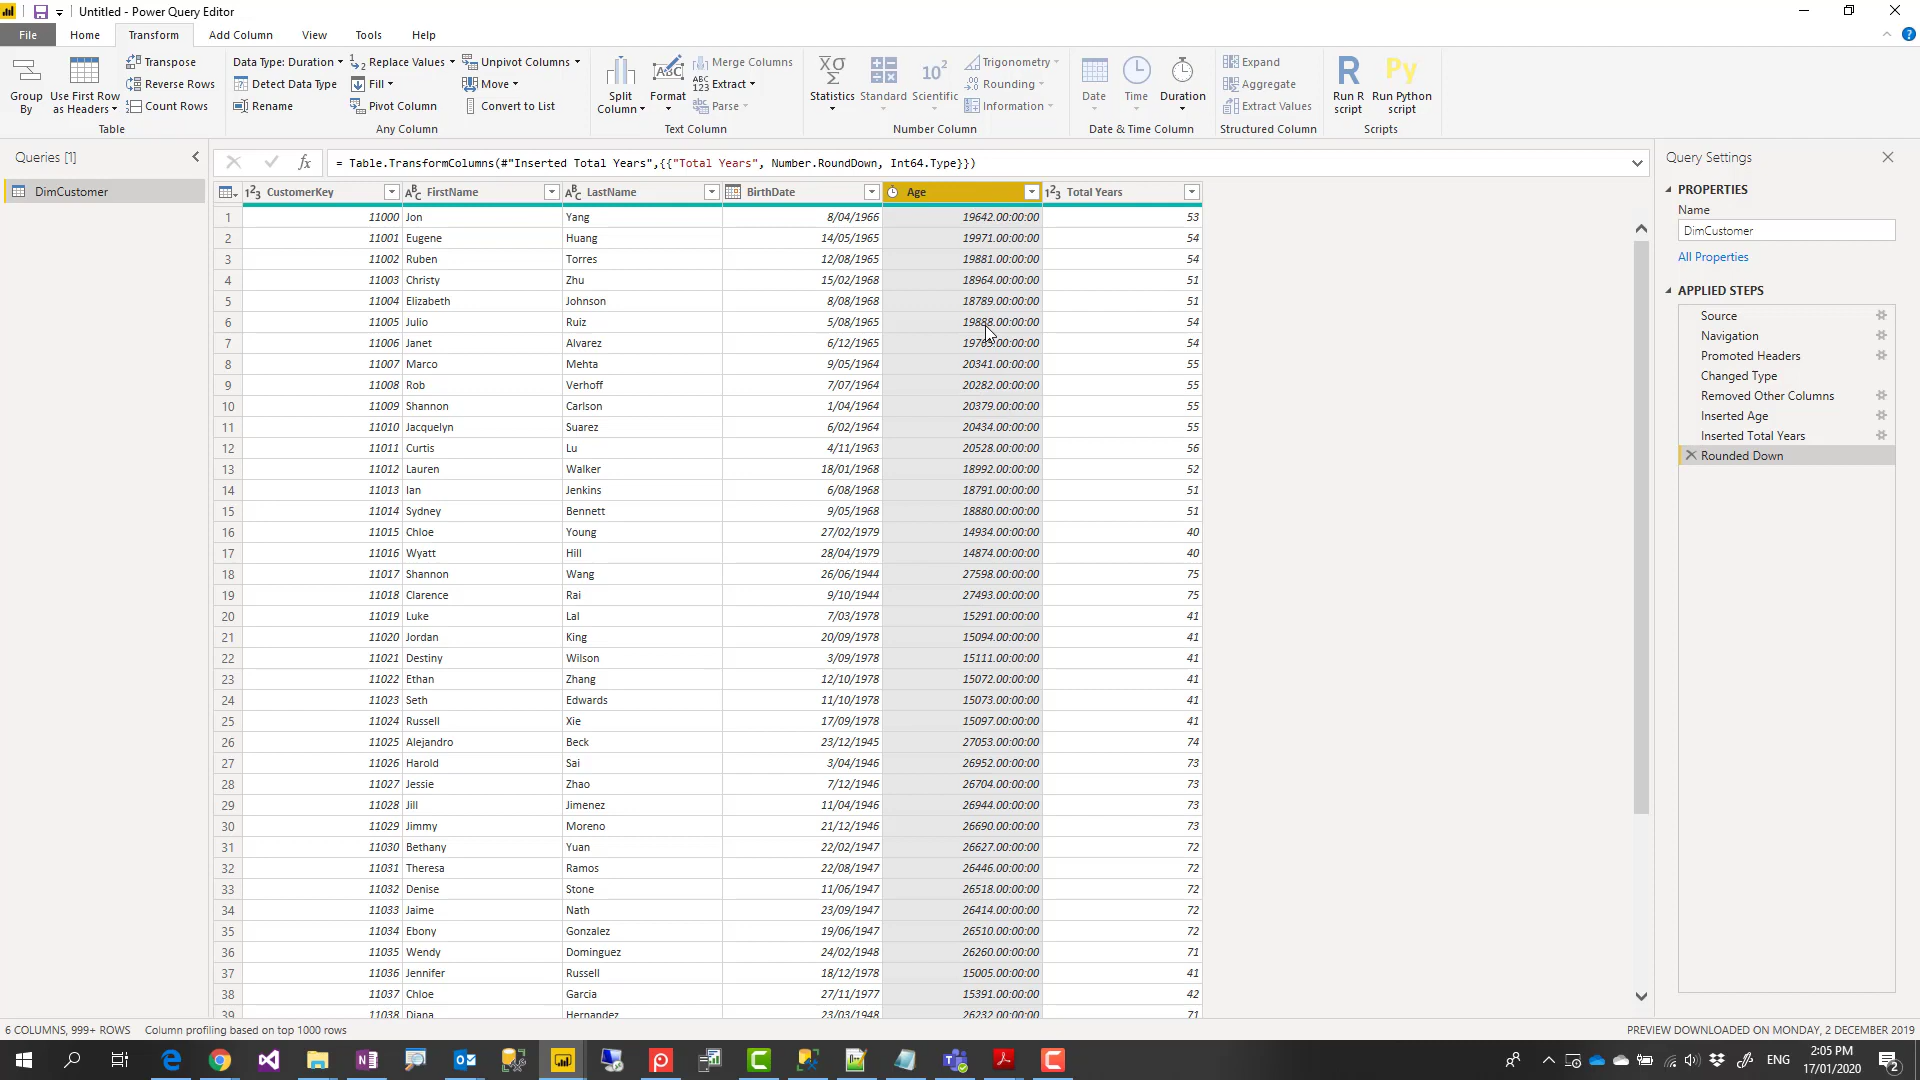 Untitled - Power Query Editor
File Home Transform Add Column View Tools Help
Group By
Use First Row as Headers
Transpose
Reverse Rows
Count Rows
Table
Data Type: Duration
Detect Data Type
Rename
Replace Values
Fill
Pivot Column
Unpivot Columns
Move
Convert to List
Any Column
Split Column
Format
Merge Columns
Extract
Parse
Text Column
Statistics
Standard
Scientific
Trigonometry
Rounding
Information
Number Column
Date
Time
Duration
Date & Time Column
Expand
Aggregate
Extract Values
Structured Column
Run R script
Run Python script
Scripts
Queries [1]
DimCustomer
= Table.TransformColumns(#"Inserted Total Years",{{"Total Years", Number.RoundDown, Int64.Type}})
CustomerKey FirstName LastName BirthDate Age Total Years
1 11000 Jon Yang 8/04/1966 19642.00:00:00 53
2 11001 Eugene Huang 14/05/1965 19971.00:00:00 54
3 11002 Ruben Torres 12/08/1965 19881.00:00:00 54
4 11003 Christy Zhu 15/02/1968 18964.00:00:00 51
5 11004 Elizabeth Johnson 8/08/1968 18789.00:00:00 51
6 11005 Julio Ruiz 5/08/1965 19888.00:00:00 54
7 11006 Janet Alvarez 6/12/1965 54
8 11007 Marco Mehta 9/05/1964 20341.00:00:00 55
9 11008 Rob Verhoff 7/07/1964 20282.00:00:00 55
10 11009 Shannon Carlson 1/04/1964 20379.00:00:00 55
11 11010 Jacquelyn Suarez 6/02/1964 20434.00:00:00 55
12 11011 Curtis Lu 4/11/1963 20528.00:00:00 56
13 11012 Lauren Walker 18/01/1968 18992.00:00:00 52
14 11013 Ian Jenkins 6/08/1968 18791.00:00:00 51
15 11014 Sydney Bennett 9/05/1968 18880.00:00:00 51
16 11015 Chloe Young 27/02/1979 14934.00:00:00 40
17 11016 Wyatt Hill 28/04/1979 14874.00:00:00 40
18 11017 Shannon Wang 26/06/1944 27598.00:00:00 75
19 11018 Clarence Rai 9/10/1944 27493.00:00:00 75
20 11019 Luke Lal 7/03/1978 15291.00:00:00 41
21 11020 Jordan King 20/09/1978 15094.00:00:00 41
22 11021 Destiny Wilson 3/09/1978 15111.00:00:00 41
23 11022 Ethan Zhang 12/10/1978 15072.00:00:00 41
24 11023 Seth Edwards 11/10/1978 15073.00:00:00 41
25 11024 Russell Xie 17/09/1978 15097.00:00:00 41
26 11025 Alejandro Beck 23/12/1945 27053.00:00:00 74
27 11026 Harold Sai 3/04/1946 26952.00:00:00 73
28 11027 Jessie Zhao 7/12/1946 26704.00:00:00 73
29 11028 Jill Jimenez 11/04/1946 26944.00:00:00 73
30 11029 Jimmy Moreno 21/12/1946 26690.00:00:00 73
31 11030 Bethany Yuan 22/02/1947 26627.00:00:00 72
32 11031 Theresa Ramos 22/08/1947 26446.00:00:00 72
33 11032 Denise Stone 11/06/1947 26518.00:00:00 72
34 11033 Jaime Nath 23/09/1947 26414.00:00:00 72
35 11034 Ebony Gonzalez 19/06/1947 26510.00:00:00 72
36 11035 Wendy Dominguez 24/02/1948 26260.00:00:00 71
37 11036 Jennifer Russell 18/12/1978 15005.00:00:00 41
38 11037 Chloe Garcia 27/11/1977 15391.00:00:00 42
39 11038 Diana Hernandez 23/03/1948 26232.00:00:00 71
Query Settings
PROPERTIES
Name
DimCustomer
All Properties
APPLIED STEPS
Source
Navigation
Promoted Headers
Changed Type
Removed Other Columns
Inserted Age
Inserted Total Years
Rounded Down
6 COLUMNS, 999+ ROWS Column profiling based on top 1000 rows PREVIEW DOWNLOADED ON MONDAY, 2 DECEMBER 2019
ENG
2:05 PM
17/01/2020
2